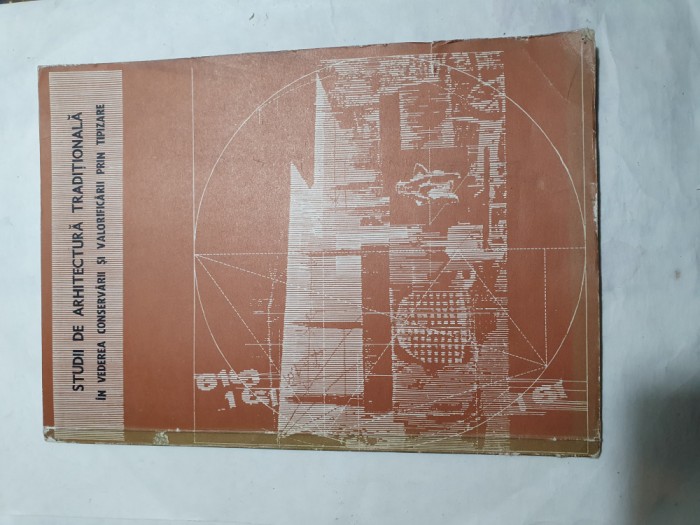 STUDII DE ARHITECTURĂ TRADIȚIONALĂ
ÎN VEDEREA CONSERVĂRII ȘI VALORIFICĂRII PRIN TIPIZARE